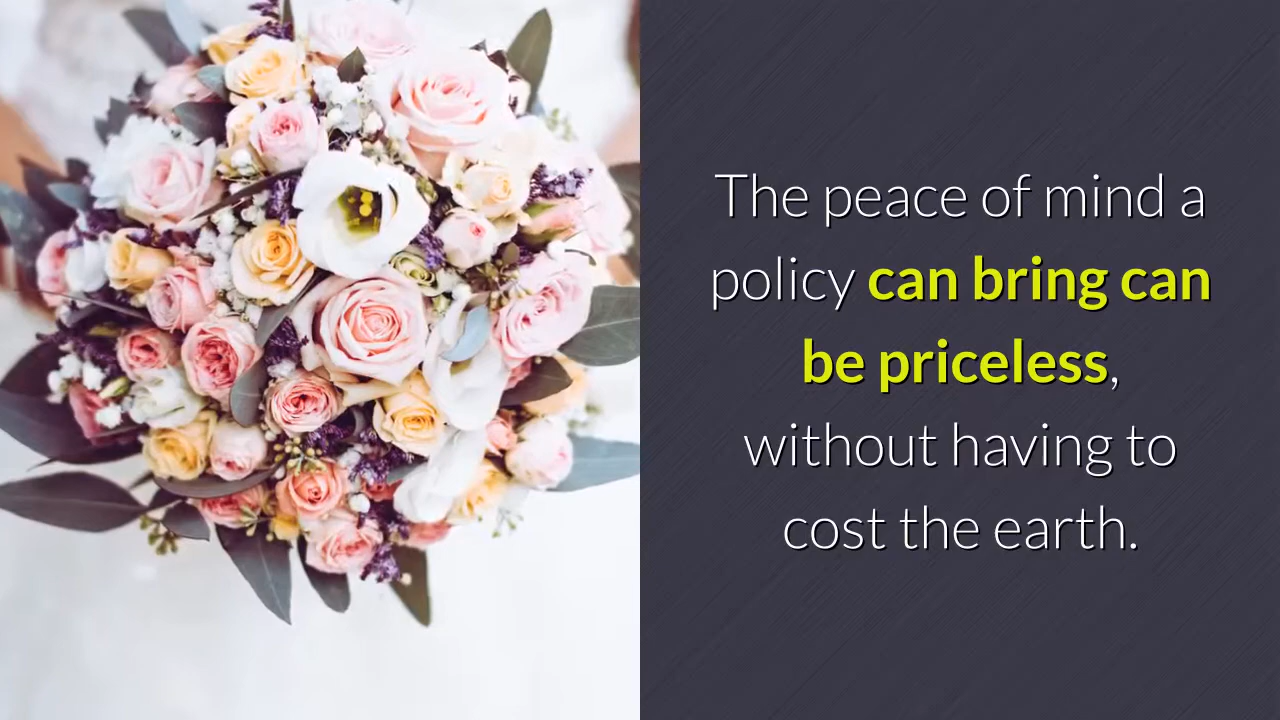 The peace of mind a
policy can bring can
be priceless,
without having to
cost the earth.